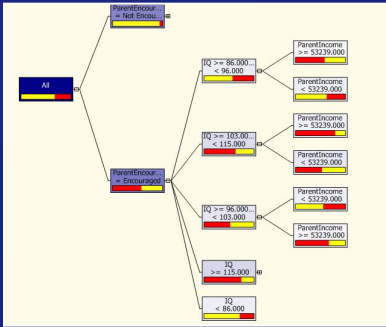 All
ParentEncour...
= Not Encou...
ParentEncour...
= Encouraged
IQ >= 86.000...
< 96.000
IQ >= 103.00...
< 115.000
IQ >= 96.000...
< 103.000
IQ
>= 115.000
IQ
< 86.000
ParentIncome
>= 53239.000
ParentIncome
< 53239.000
ParentIncome
>= 53239.000
ParentIncome
< 53239.000
ParentIncome
< 53239.000
ParentIncome
>= 53239.000